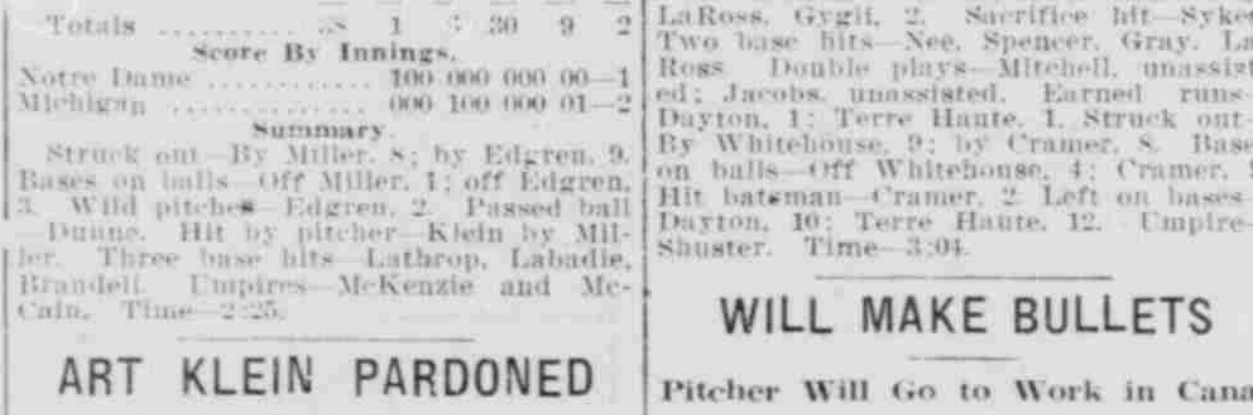 Totals .......... 1 30 9 2
Score By Innings.
Notre Dame ............. 100 000 000 00—1
Michigan ............... 000 100 000 01—2
Summary.
Struck out—By Miller, 8; by Edgren, 9.
Bases on balls—Off Miller, 1; off Edgren,
3. Wild pitches—Edgren, 2. Passed ball
—Dunne. Hit by pitcher—Klein by Mil-
ler. Three base hits—Lathrop, Labadie,
Brandell. Umpires—McKenzie and Mc-
Cain. Time—2:25.
ART KLEIN PARDONED
LaRoss, Gygli, 2. Sacrifice hit—Syke
Two base hits—Nee, Spencer, Gray, La
Ross. Double plays—Mitchell, unassist
ed; Jacobs, unassisted. Earned runs-
Dayton, 1; Terre Haute, 1. Struck out-
By Whitehouse, 9; by Cramer, 8. Base
on balls—Off Whitehouse, 4; Cramer,
Hit batsman—Cramer, 2. Left on bases-
Dayton, 10; Terre Haute, 12. Umpire-
Shuster. Time—3:04.
WILL MAKE BULLETS
Pitcher Will Go to Work in Cana